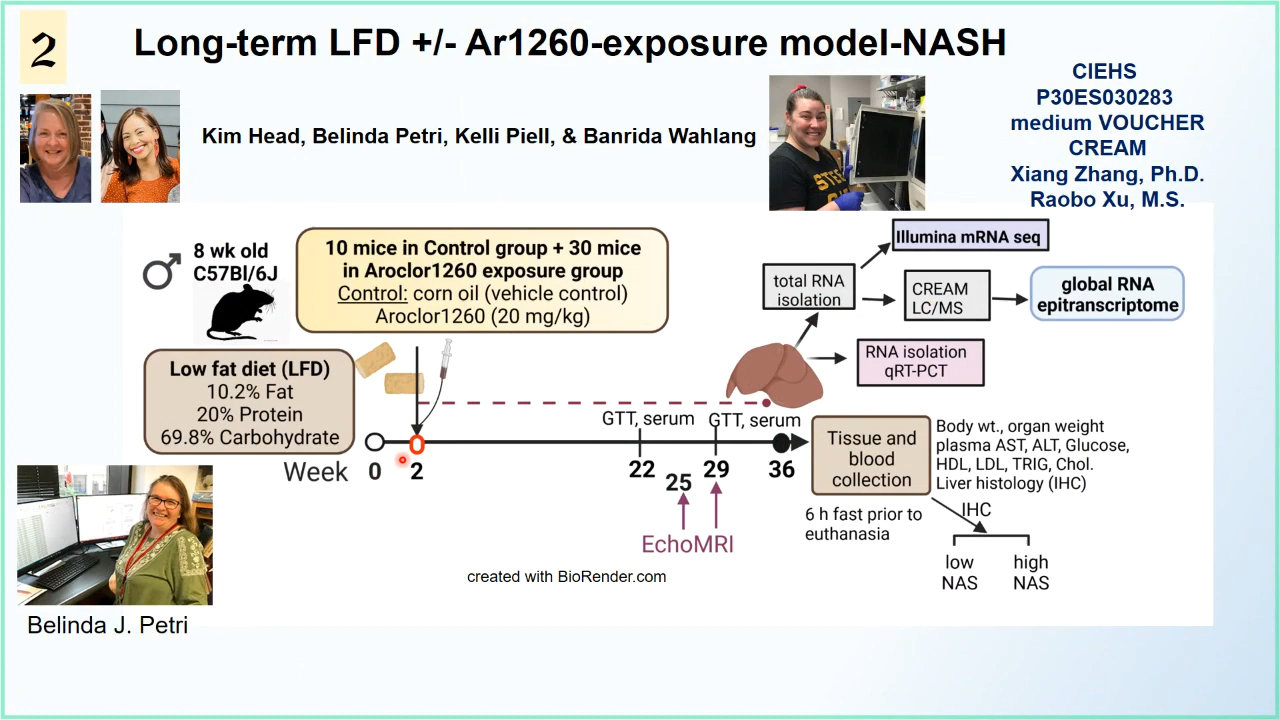 2
Long-term LFD +/- Ar1260-exposure model-NASH
CIEHS
P30ES030283
medium VOUCHER
CREAM
Xiang Zhang, Ph.D.
Raobo Xu, M.S.
Kim Head, Belinda Petri, Kelli Piell, & Banrida Wahlang
8 wk old
C57Bl/6J
10 mice in Control group + 30 mice
in Aroclor1260 exposure group
Control: corn oil (vehicle control)
Aroclor1260 (20 mg/kg)
Low fat diet (LFD)
10.2% Fat
20% Protein
69.8% Carbohydrate
total RNA
isolation
Illumina mRNA seq
CREAM
LC/MS
global RNA
epitranscriptome
RNA isolation
qRT-PCT
GTT, serum
GTT, serum
Week
0
2
22
25
29
36
EchoMRI
Tissue and
blood
collection
Body wt., organ weight
plasma AST, ALT, Glucose,
HDL, LDL, TRIG, Chol.
Liver histology (IHC)
6 h fast prior to
euthanasia
IHC
low
NAS
high
NAS
created with BioRender.com
Belinda J. Petri